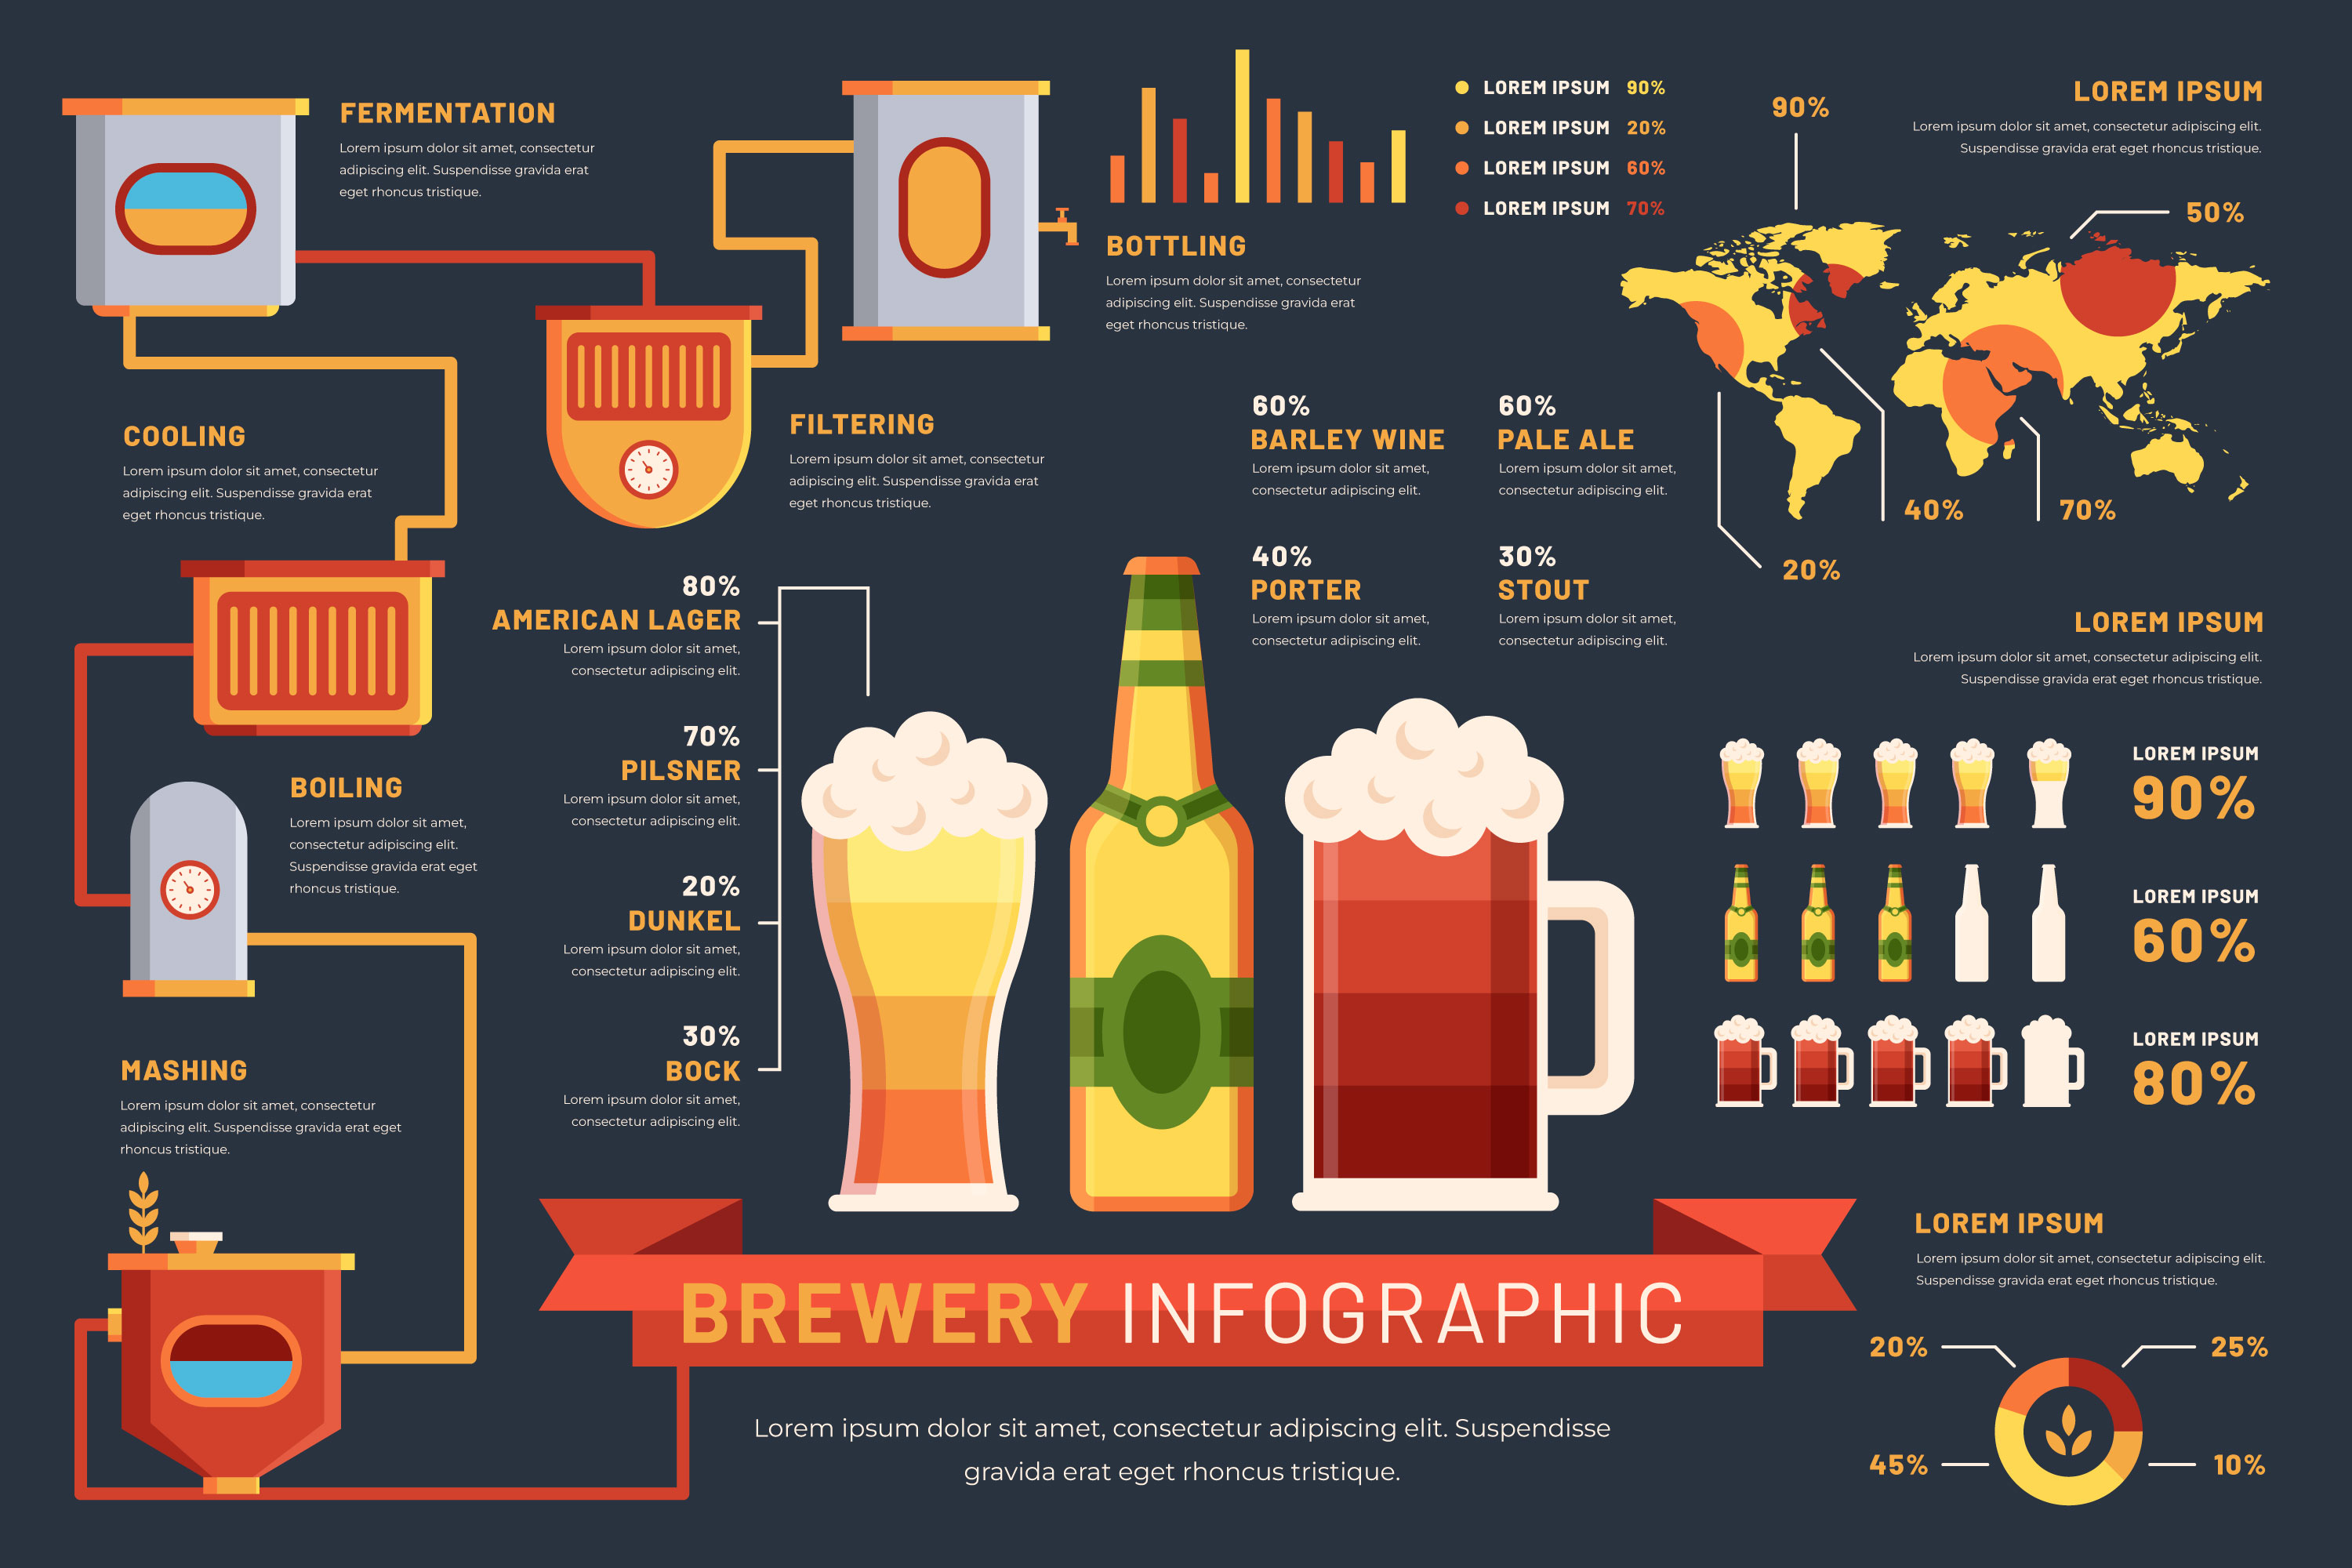 FERMENTATION
Lorem ipsum dolor sit amet, consectetur
adipiscing elit. Suspendisse gravida erat
eget rhoncus tristique.
COOLING
Lorem ipsum dolor sit amet, consectetur
adipiscing elit. Suspendisse gravida erat
eget rhoncus tristique.
BOILING
Lorem ipsum dolor sit amet,
consectetur adipiscing elit.
Suspendisse gravida erat eget
rhoncus tristique.
MASHING
Lorem ipsum dolor sit amet, consectetur
adipiscing elit. Suspendisse gravida erat eget
rhoncus tristique.
FILTERING
Lorem ipsum dolor sit amet, consectetur
adipiscing elit. Suspendisse gravida erat
eget rhoncus tristique.
BOTTLING
Lorem ipsum dolor sit amet, consectetur
adipiscing elit. Suspendisse gravida erat
eget rhoncus tristique.
LOREM IPSUM 90%
LOREM IPSUM 20%
LOREM IPSUM 60%
LOREM IPSUM 70%
80%
AMERICAN LAGER
Lorem ipsum dolor sit amet,
consectetur adipiscing elit.
70%
PILSNER
Lorem ipsum dolor sit amet,
consectetur adipiscing elit.
20%
DUNKEL
Lorem ipsum dolor sit amet,
consectetur adipiscing elit.
30%
BOCK
Lorem ipsum dolor sit amet,
consectetur adipiscing elit.
60%
BARLEY WINE
Lorem ipsum dolor sit amet,
consectetur adipiscing elit.
60%
PALE ALE
Lorem ipsum dolor sit amet,
consectetur adipiscing elit.
40%
PORTER
Lorem ipsum dolor sit amet,
consectetur adipiscing elit.
30%
STOUT
Lorem ipsum dolor sit amet,
consectetur adipiscing elit.
LOREM IPSUM
Lorem ipsum dolor sit amet, consectetur adipiscing elit.
Suspendisse gravida erat eget rhoncus tristique.
90%
50%
40%
70%
20%
LOREM IPSUM
Lorem ipsum dolor sit amet, consectetur adipiscing elit.
Suspendisse gravida erat eget rhoncus tristique.
LOREM IPSUM
90%
LOREM IPSUM
60%
LOREM IPSUM
80%
LOREM IPSUM
Lorem ipsum dolor sit amet, consectetur adipiscing elit.
Suspendisse gravida erat eget rhoncus tristique.
20%
25%
45%
10%
BREWERY INFOGRAPHIC
Lorem ipsum dolor sit amet, consectetur adipiscing elit. Suspendisse
gravida erat eget rhoncus tristique.